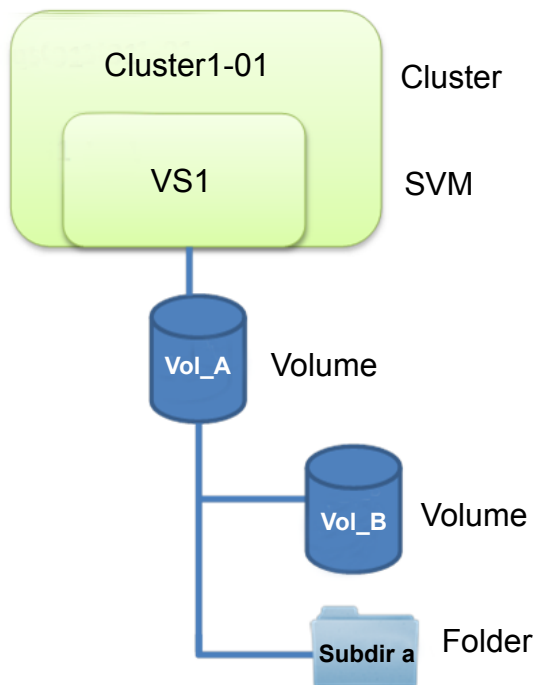 Cluster1-01
Cluster
VS1
SVM
Vol_A
Volume
Vol_B
Volume
Subdir a
Folder